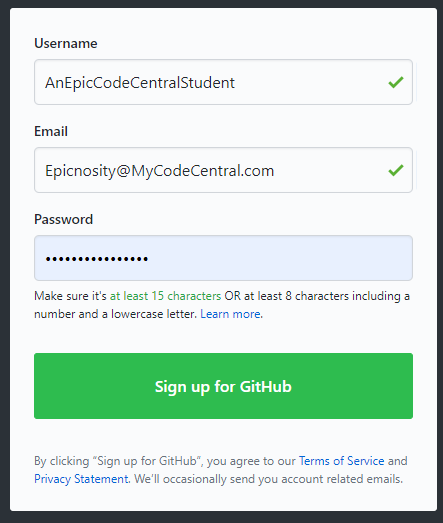 Username
AnEpicCodeCentralStudent
Email
Epicnosity@MyCodeCentral.com
Password
••••••••••••••••
Make sure it's at least 15 characters OR at least 8 characters including a
number and a lowercase letter. Learn more.
Sign up for GitHub
By clicking “Sign up for GitHub”, you agree to our Terms of Service and
Privacy Statement. We’ll occasionally send you account related emails.